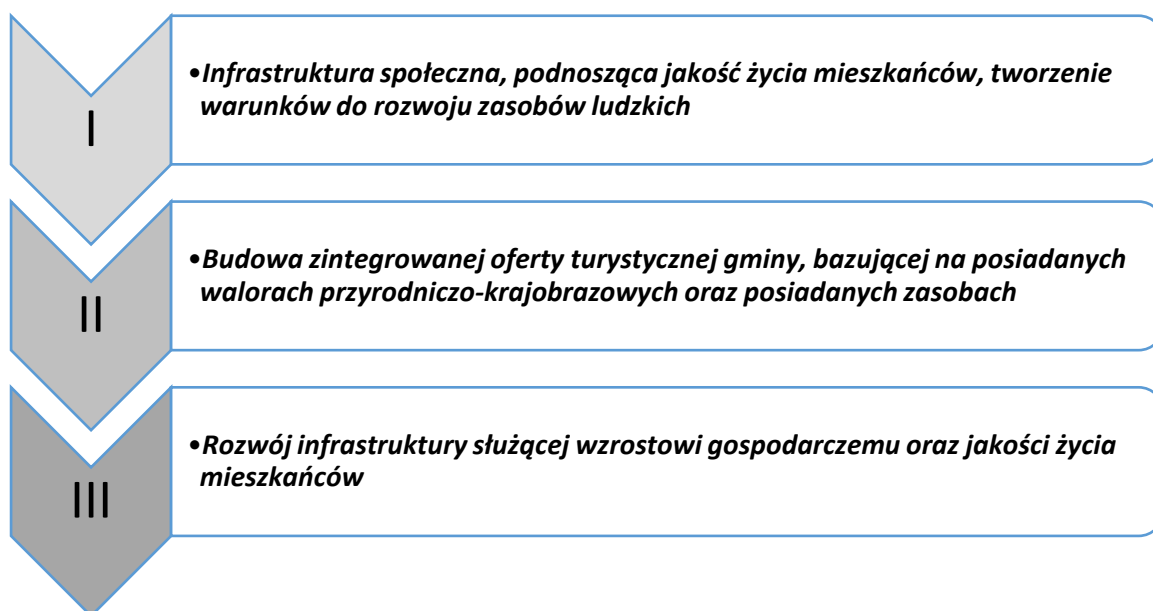 I
•Infrastruktura społeczna, podnosząca jakość życia mieszkańców, tworzenie
warunków do rozwoju zasobów ludzkich
II
•Budowa zintegrowanej oferty turystycznej gminy, bazującej na posiadanych
walorach przyrodniczo-krajobrazowych oraz posiadanych zasobach
III
•Rozwój infrastruktury służącej wzrostowi gospodarczemu oraz jakości życia
mieszkańców